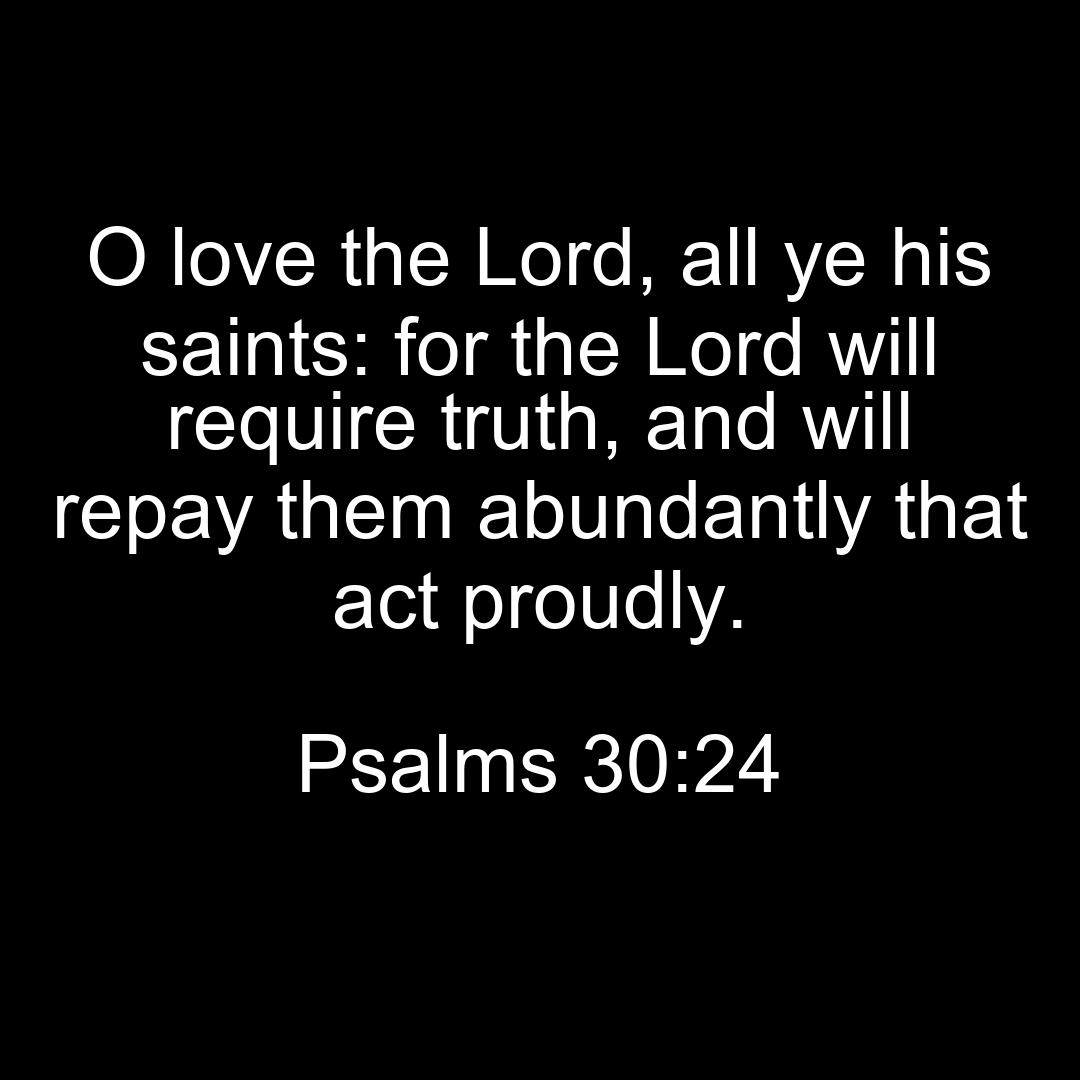 O love the Lord, all ye his
saints: for the Lord will
require truth, and will
repay them abundantly that
act proudly.
Psalms 30:24